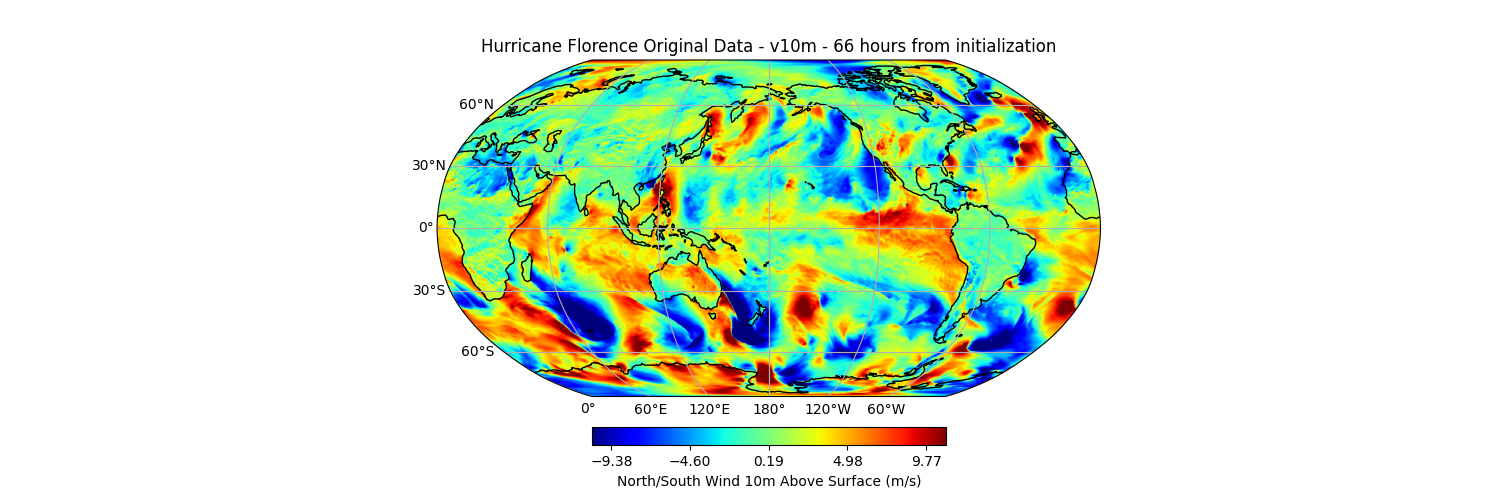 Hurricane Florence Original Data - v10m - 66 hours from initialization
60°N
30°N
0°
30°S
60°S
0° 60°E 120°E 180° 120°W 60°W
−9.38 −4.60 0.19 4.98 9.77
North/South Wind 10m Above Surface (m/s)